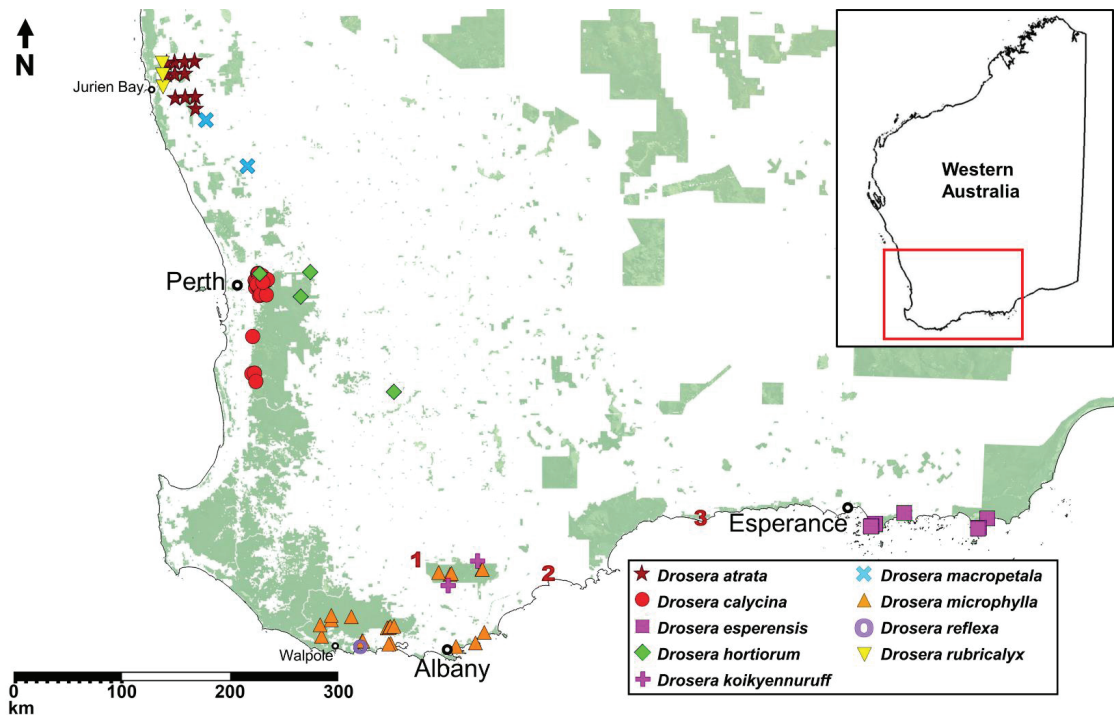 N
Jurien Bay
Perth
Western
Australia
3
Esperance
1
2
Walpole
Albany
Drosera atrata
Drosera calycina
Drosera esperensis
Drosera hortiorum
Drosera koikyennuruff
Drosera macropetala
Drosera microphylla
Drosera reflexa
Drosera rubricalyx
0 100 200 300
km